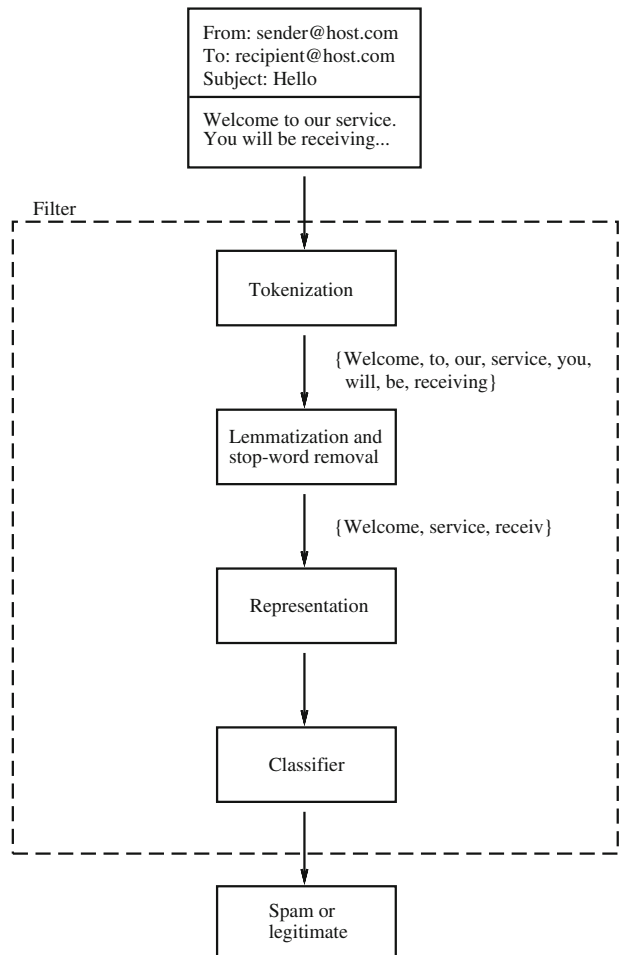 From: sender@host.com
To: recipient@host.com
Subject: Hello
Welcome to our service.
You will be receiving...
Filter
Tokenization
{Welcome, to, our, service, you,
will, be, receiving}
Lemmatization and
stop-word removal
{Welcome, service, receiv}
Representation
Classifier
Spam or
legitimate